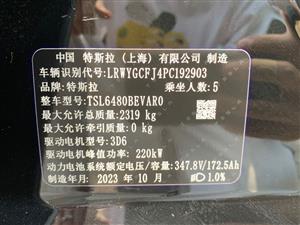 中国 特斯拉（上海）有限公司 制造
车辆识别代号:LRWYGCFJ4PC192903
品牌:特斯拉 乘坐人数:5
整车型号:TSL6480BEVAR0
最大允许总质量:2319 kg
最大允许牵引质量:0 kg
驱动电机型号:3D6
驱动电机峰值功率:220kW
动力电池系统额定电压/容量:347.8V/172.5Ah
制造年月:2023 年 10 月 1.0%